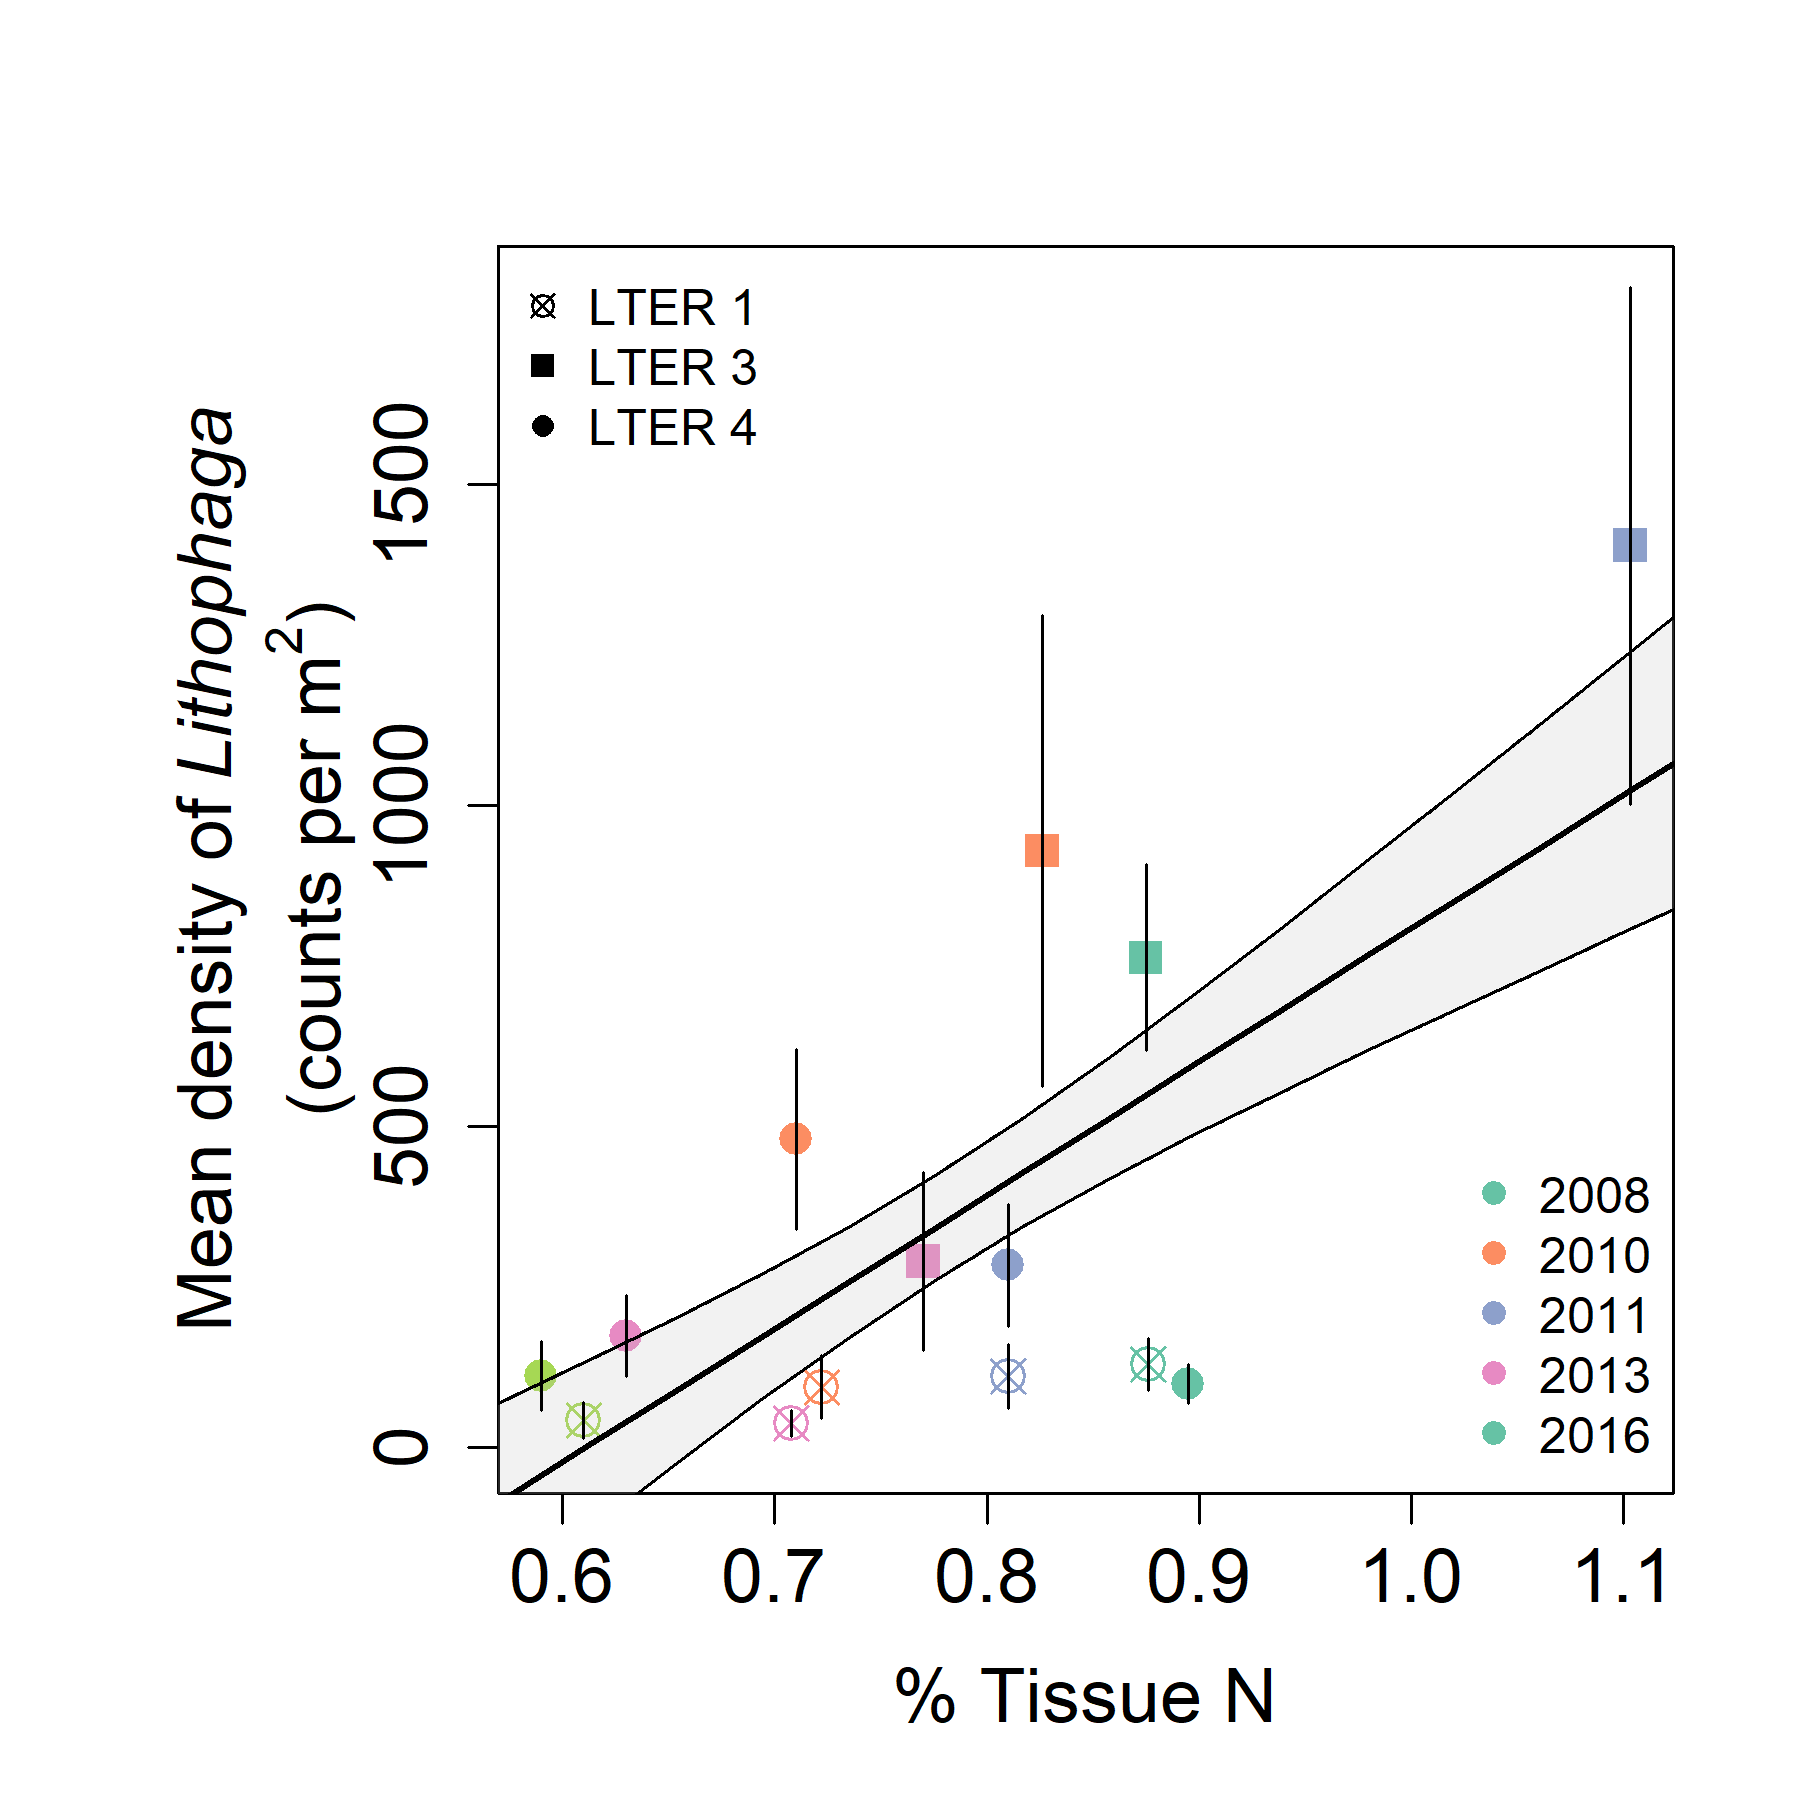 LTER 1
LTER 3
LTER 4
Mean density of Lithophaga
(counts per m²)
1500
1000
500
0
2008
2010
2011
2013
2016
0.6 0.7 0.8 0.9 1.0 1.1
% Tissue N